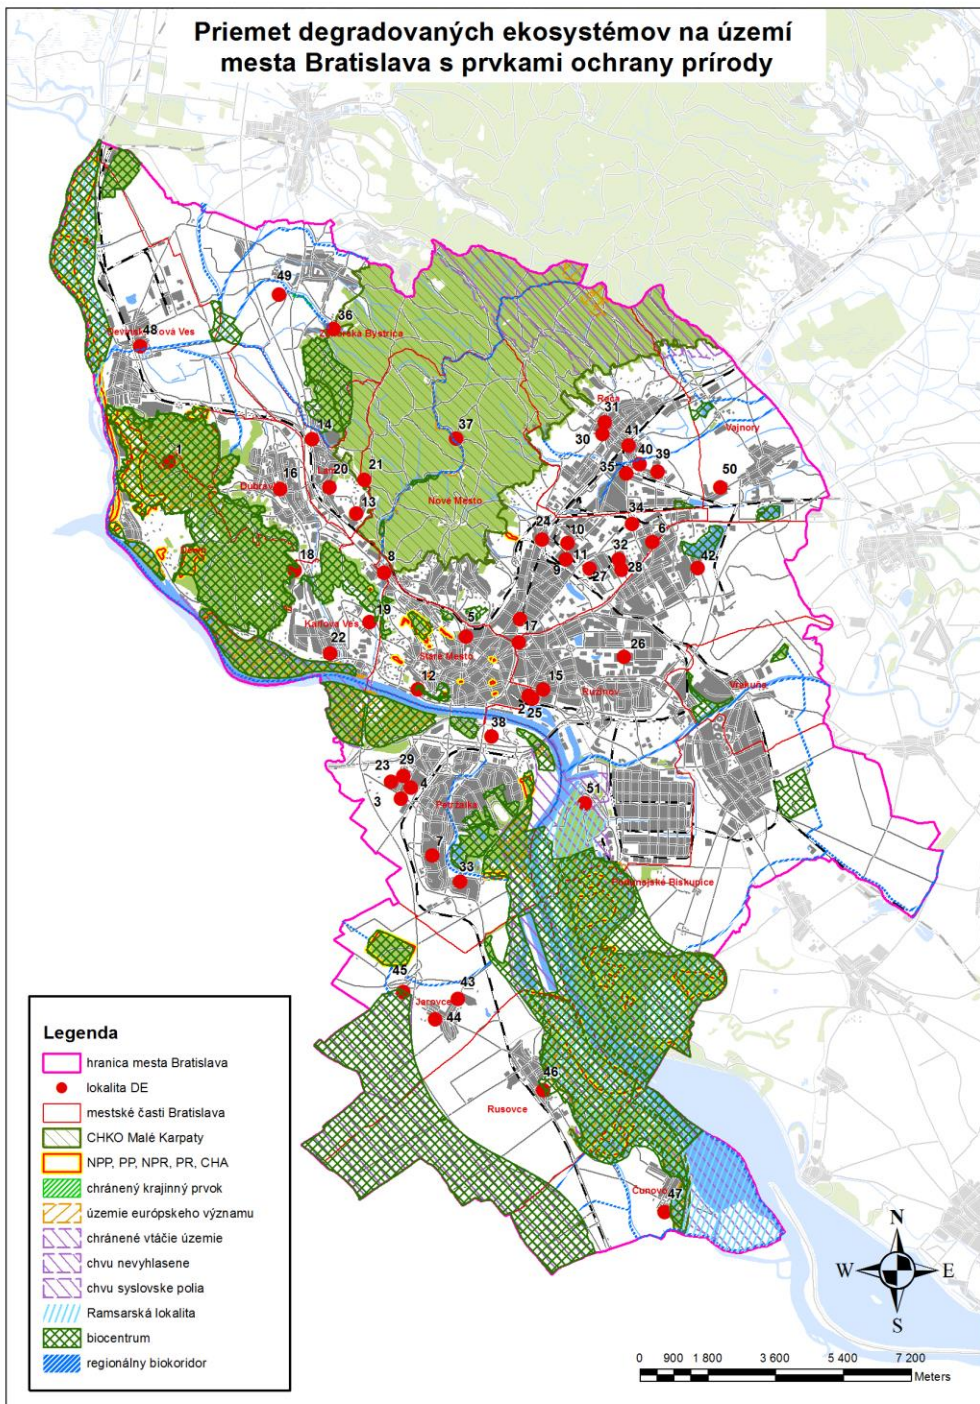 Priemet degradovaných ekosystémov na území
mesta Bratislava s prvkami ochrany prírody
49
36
48
31
30
41
Vajnory
14
37
40
39
35
1
21
20
50
16
Dúbravka
13
Nové Mesto
34
24
10
6
32
8
11
9
27
28
42
18
19
5
17
Karlova Ves
22
Staré Mesto
26
12
15
Ružinov
Vrakuňa
2
25
38
29
23
4
51
3
Petržalka
7
33
Podunajské Biskupice
45
43
Jarovce
44
46
Rusovce
47
Čunovo
Legenda
hranica mesta Bratislava
lokalita DE
mestské časti Bratislava
CHKO Malé Karpaty
NPP, PP, NPR, PR, CHA
chránený krajinný prvok
územie európskeho významu
chránené vtáčie územie
chvu nevyhlasene
chvu syslovske polia
Ramsarská lokalita
biocentrum
regionálny biokoridor
N
W
E
S
0 900 1 800 3 600 5 400 7 200
Meters